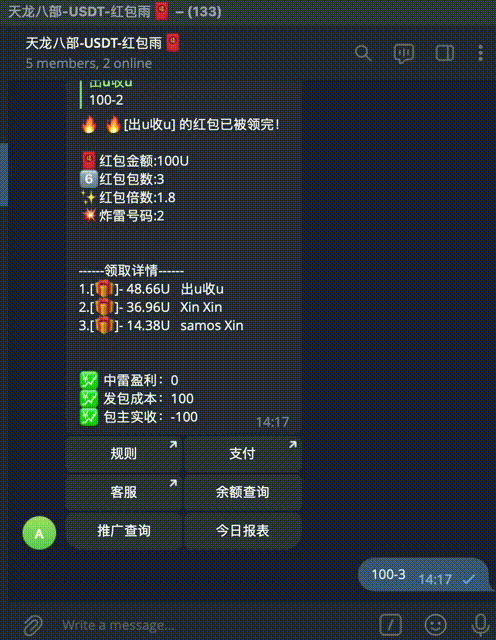 天龙八部-USDT-红包雨🧧 – (133)
天龙八部-USDT-红包雨🧧
5 members, 2 online
出u收u
100-2
🔥 🔥 [出u收u] 的红包已被领完！
🧧 红包金额:100U
6️⃣ 红包包数:3
✨ 红包倍数:1.8
💥 炸雷号码:2
------领取详情------
1.[🎁]- 48.66U 出u收u
2.[🎁]- 36.96U Xin Xin
3.[🎁]- 14.38U samos Xin
💹 中雷盈利： 0
💹 发包成本： 100
💹 包主实收： -100
14:17
规则 支付
客服 余额查询
推广查询 今日报表
A
100-3 14:17
Write a message...